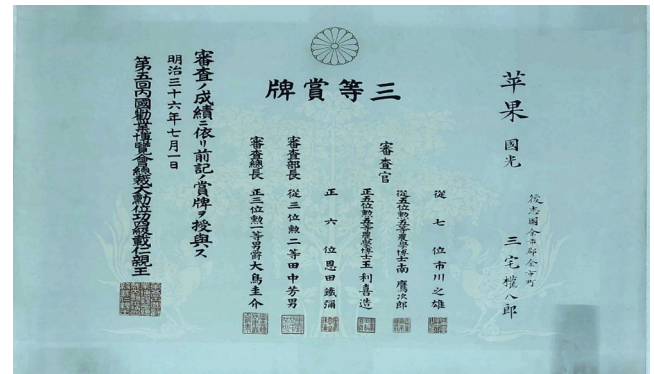 三等賞牌
苹果 國光
後志國余市郡余市町
三宅權八郎
審査官
從七位市川之雄
從五位勲五等農學博士南鷹次郎
正五位勲五等農學博士玉利喜造
正六位恩田鐵彌
審査部長 從三位勲二等田中芳男
審査總長 正三位勲一等男爵大鳥圭介
審査ノ成績ニ依リ前記ノ賞牌ヲ授與ス
明治三十六年七月一日
第五回内國勸業博覽會總裁大勲位功四級載仁親王